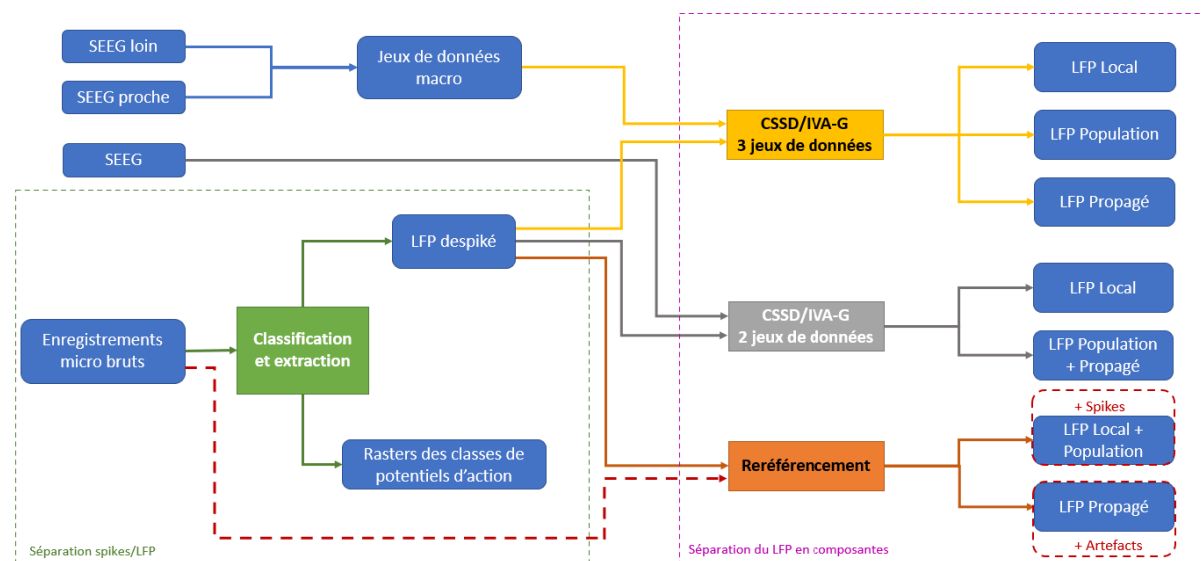 SEEG loin
SEEG proche
Jeux de données
macro
SEEG
CSSD/IVA-G
3 jeux de données
LFP Local
LFP Population
LFP Propagé
LFP despiké
Enregistrements
micro bruts
Classification
et extraction
Rasters des classes de
potentiels d'action
Séparation spikes/LFP
CSSD/IVA-G
2 jeux de données
LFP Local
LFP Population
+ Propagé
Reréférencement
+ Spikes
LFP Local +
Population
LFP Propagé
+ Artefacts
Séparation du LFP en composantes